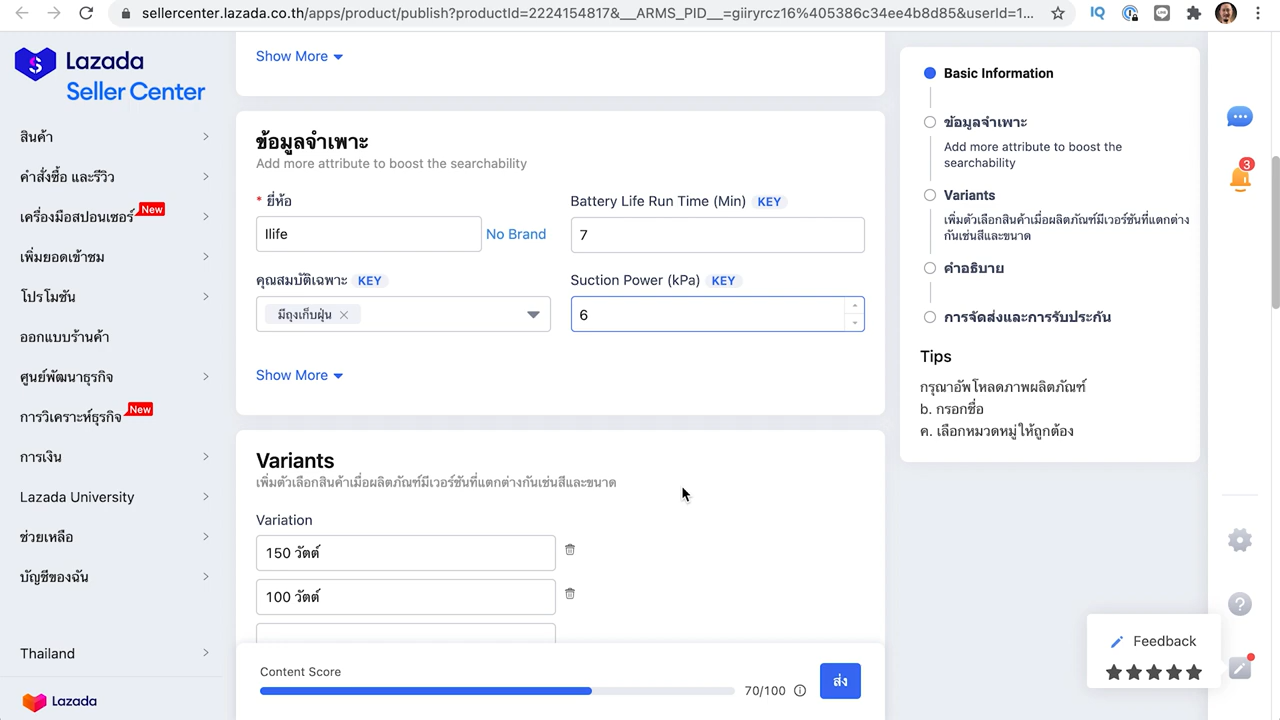 sellercenter.lazada.co.th/apps/product/publish?productId=2224154817&__ARMS_PID__=giiryrcz16%405386c34ee4b8d85&userId=1...
IQ
Lazada
Seller Center
สินค้า
คำสั่งซื้อ และรีวิว
เครื่องมือสปอนเซอร์ New
เพิ่มยอดเข้าชม
โปรโมชัน
ออกแบบร้านค้า
ศูนย์พัฒนาธุรกิจ
การวิเคราะห์ธุรกิจ New
การเงิน
Lazada University
ช่วยเหลือ
บัญชีของฉัน
Thailand
Lazada
Show More
ข้อมูลจำเพาะ
Add more attribute to boost the searchability
* ยี่ห้อ
Ilife
No Brand
Battery Life Run Time (Min) KEY
7
คุณสมบัติเฉพาะ KEY
มีถุงเก็บฝุ่น
Suction Power (kPa) KEY
6
Show More
Variants
เพิ่มตัวเลือกสินค้าเมื่อผลิตภัณฑ์มีเวอร์ชันที่แตกต่างกันเช่นสีและขนาด
Variation
150 วัตต์
100 วัตต์
Content Score
70/100
ส่ง
Basic Information
ข้อมูลจำเพาะ
Add more attribute to boost the
searchability
Variants
เพิ่มตัวเลือกสินค้าเมื่อผลิตภัณฑ์มีเวอร์ชันที่แตกต่าง
กันเช่นสีและขนาด
คำอธิบาย
การจัดส่งและการรับประกัน
Tips
กรุณาอัพโหลดภาพผลิตภัณฑ์
b. กรอกชื่อ
ค. เลือกหมวดหมู่ให้ถูกต้อง
3
Feedback